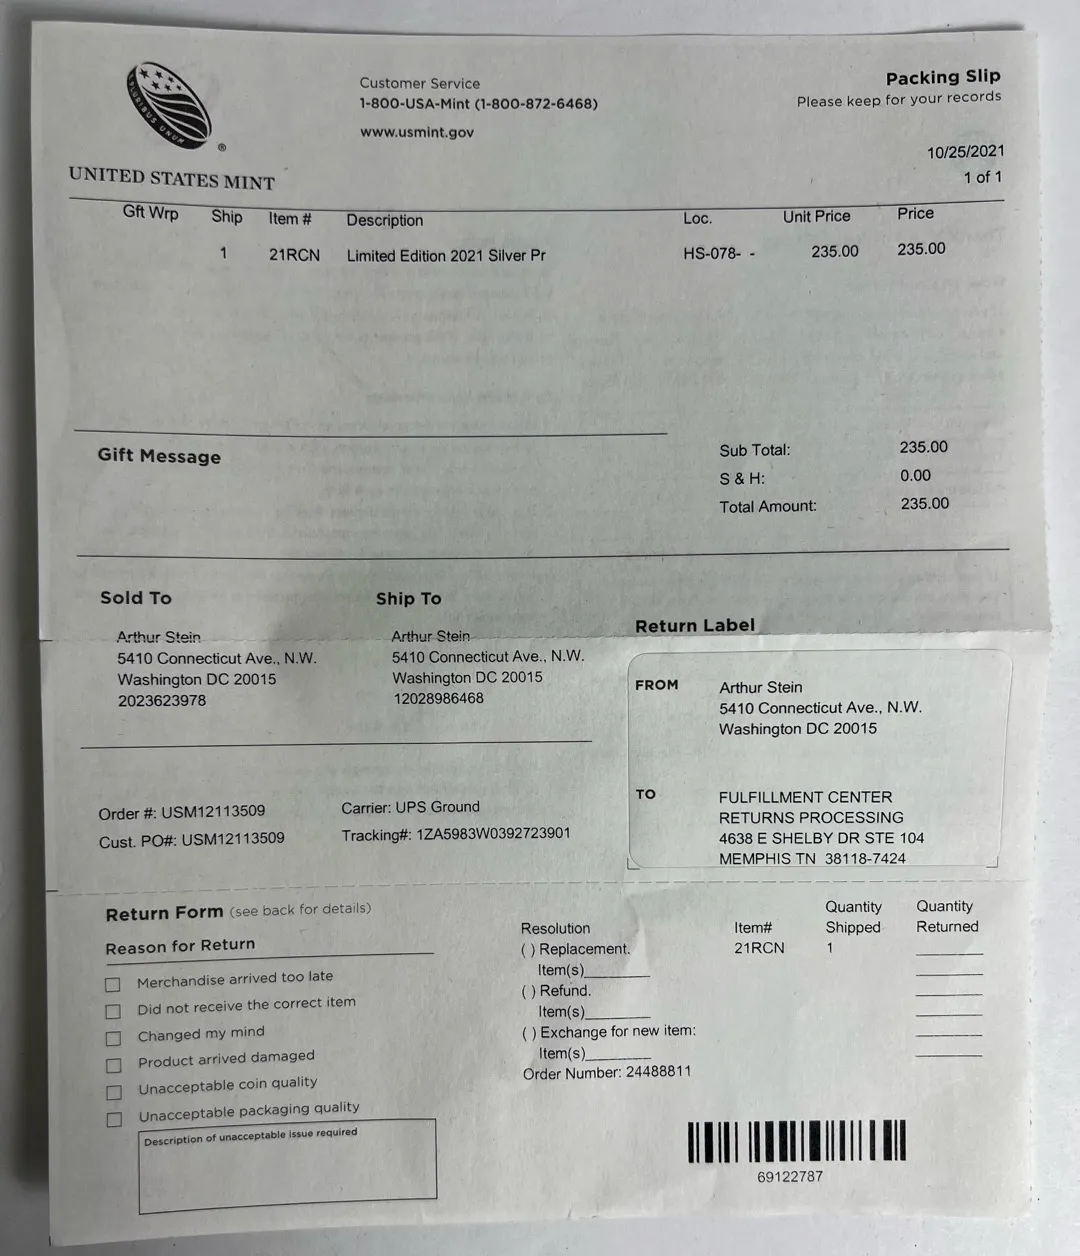 Customer Service
1-800-USA-Mint (1-800-872-6468)
www.usmint.gov
Packing Slip
Please keep for your records
10/25/2021
1 of 1
PLURIBUS UNUM
®
UNITED STATES MINT
Gft Wrp Ship Item # Description Loc. Unit Price Price
1 21RCN Limited Edition 2021 Silver Pr HS-078- - 235.00 235.00
Gift Message
Sub Total: 235.00
S & H: 0.00
Total Amount: 235.00
Sold To
Arthur Stein
5410 Connecticut Ave., N.W.
Washington DC 20015
2023623978
Ship To
Arthur Stein
5410 Connecticut Ave., N.W.
Washington DC 20015
12028986468
Return Label
FROM Arthur Stein
5410 Connecticut Ave., N.W.
Washington DC 20015
TO FULFILLMENT CENTER
RETURNS PROCESSING
4638 E SHELBY DR STE 104
MEMPHIS TN 38118-7424
Order #: USM12113509
Cust. PO#: USM12113509
Carrier: UPS Ground
Tracking#: 1ZA5983W0392723901
Return Form (see back for details)
Reason for Return
Merchandise arrived too late
Did not receive the correct item
Changed my mind
Product arrived damaged
Unacceptable coin quality
Unacceptable packaging quality
Description of unacceptable issue required
Resolution
( ) Replacement.
Item(s)________
( ) Refund.
Item(s)________
( ) Exchange for new item:
Item(s)________
Order Number: 24488811
Item# Quantity Shipped Quantity Returned
21RCN 1
69122787